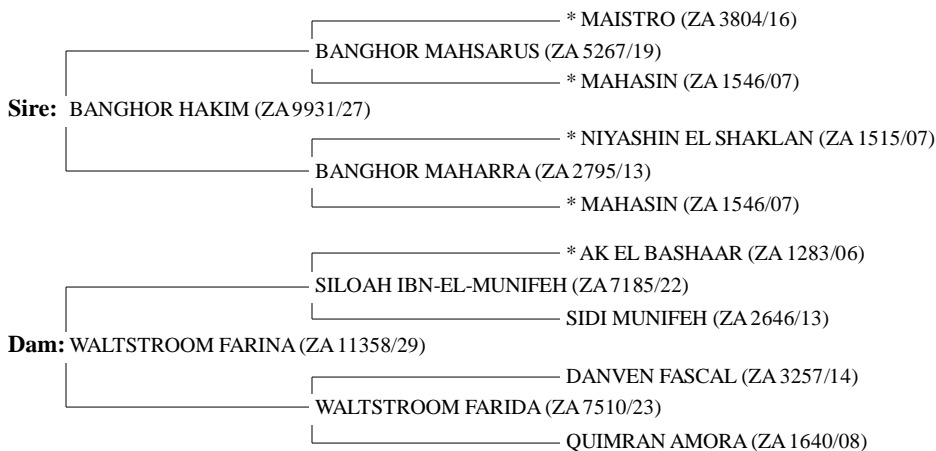 * MAISTRO (ZA 3804/16)
BANGHOR MAHSARUS (ZA 5267/19)
* MAHASIN (ZA 1546/07)
Sire: BANGHOR HAKIM (ZA 9931/27)
* NIYASHIN EL SHAKLAN (ZA 1515/07)
BANGHOR MAHARRA (ZA 2795/13)
* MAHASIN (ZA 1546/07)
* AK EL BASHAAR (ZA 1283/06)
SILOAH IBN-EL-MUNIFEH (ZA 7185/22)
SIDI MUNIFEH (ZA 2646/13)
Dam: WALTSTROOM FARINA (ZA 11358/29)
DANVEN FASCAL (ZA 3257/14)
WALTSTROOM FARIDA (ZA 7510/23)
QUIMRAN AMORA (ZA 1640/08)